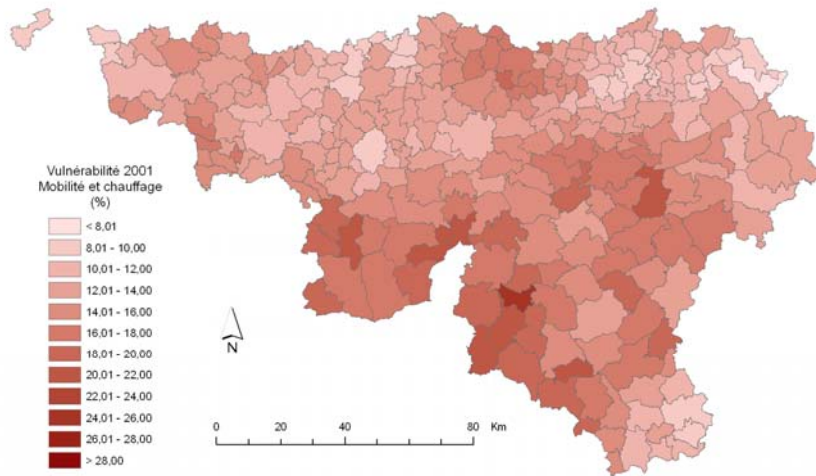 Vulnérabilité 2001
Mobilité et chauffage
(%)
< 8,01
8,01 - 10,00
10,01 - 12,00
12,01 - 14,00
14,01 - 16,00
16,01 - 18,00
18,01 - 20,00
20,01 - 22,00
22,01 - 24,00
24,01 - 26,00
26,01 - 28,00
> 28,00
N
0 20 40 80 Km